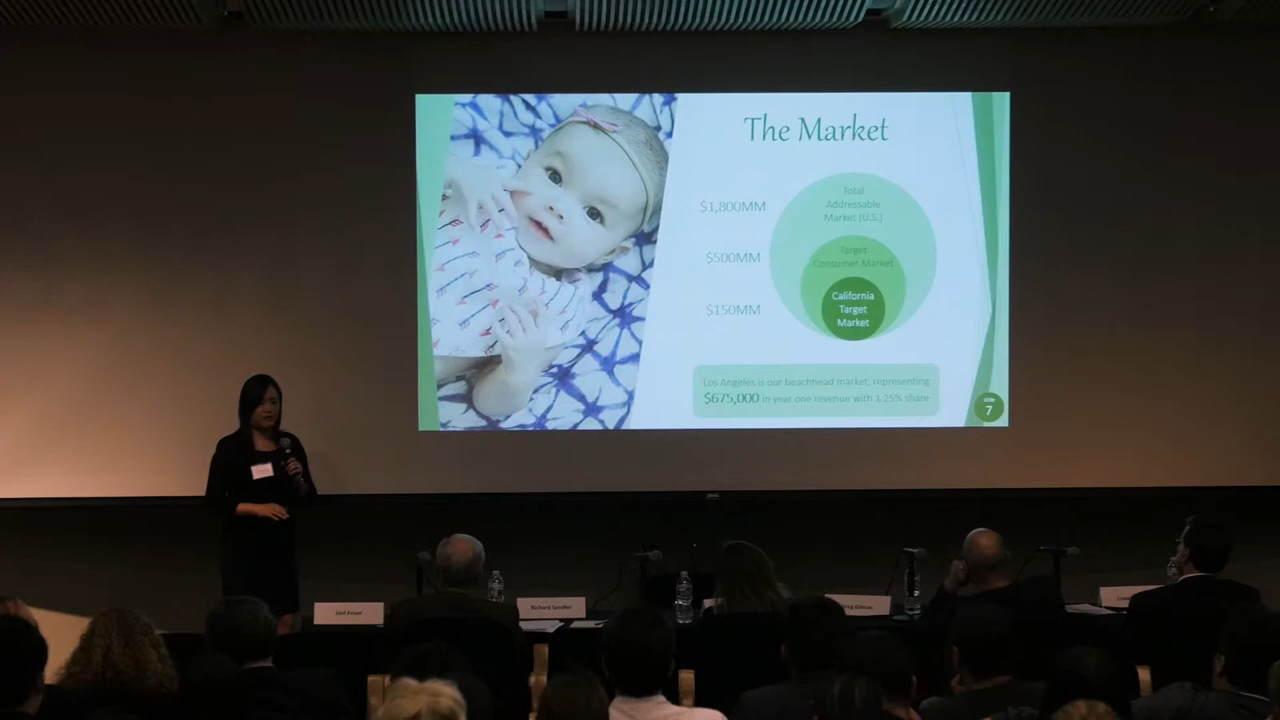 The Market
$1,800MM
Total
Addressable
Market (U.S.)
$500MM
Target
Consumer Market
$150MM
California
Target
Market
Los Angeles is our beachhead market, representing
$675,000 in year one revenue with 1.25% share
slide
7
Richard Sandler